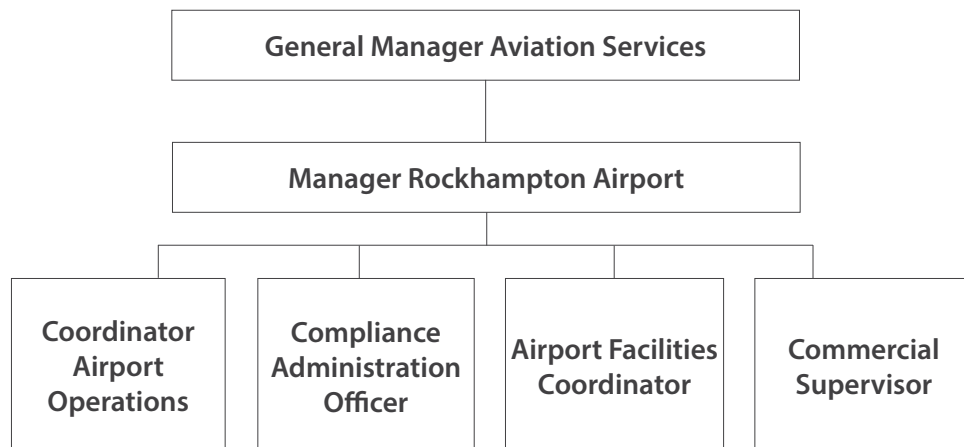 General Manager Aviation Services
Manager Rockhampton Airport
Coordinator
Airport
Operations
Compliance
Administration
Officer
Airport Facilities
Coordinator
Commercial
Supervisor